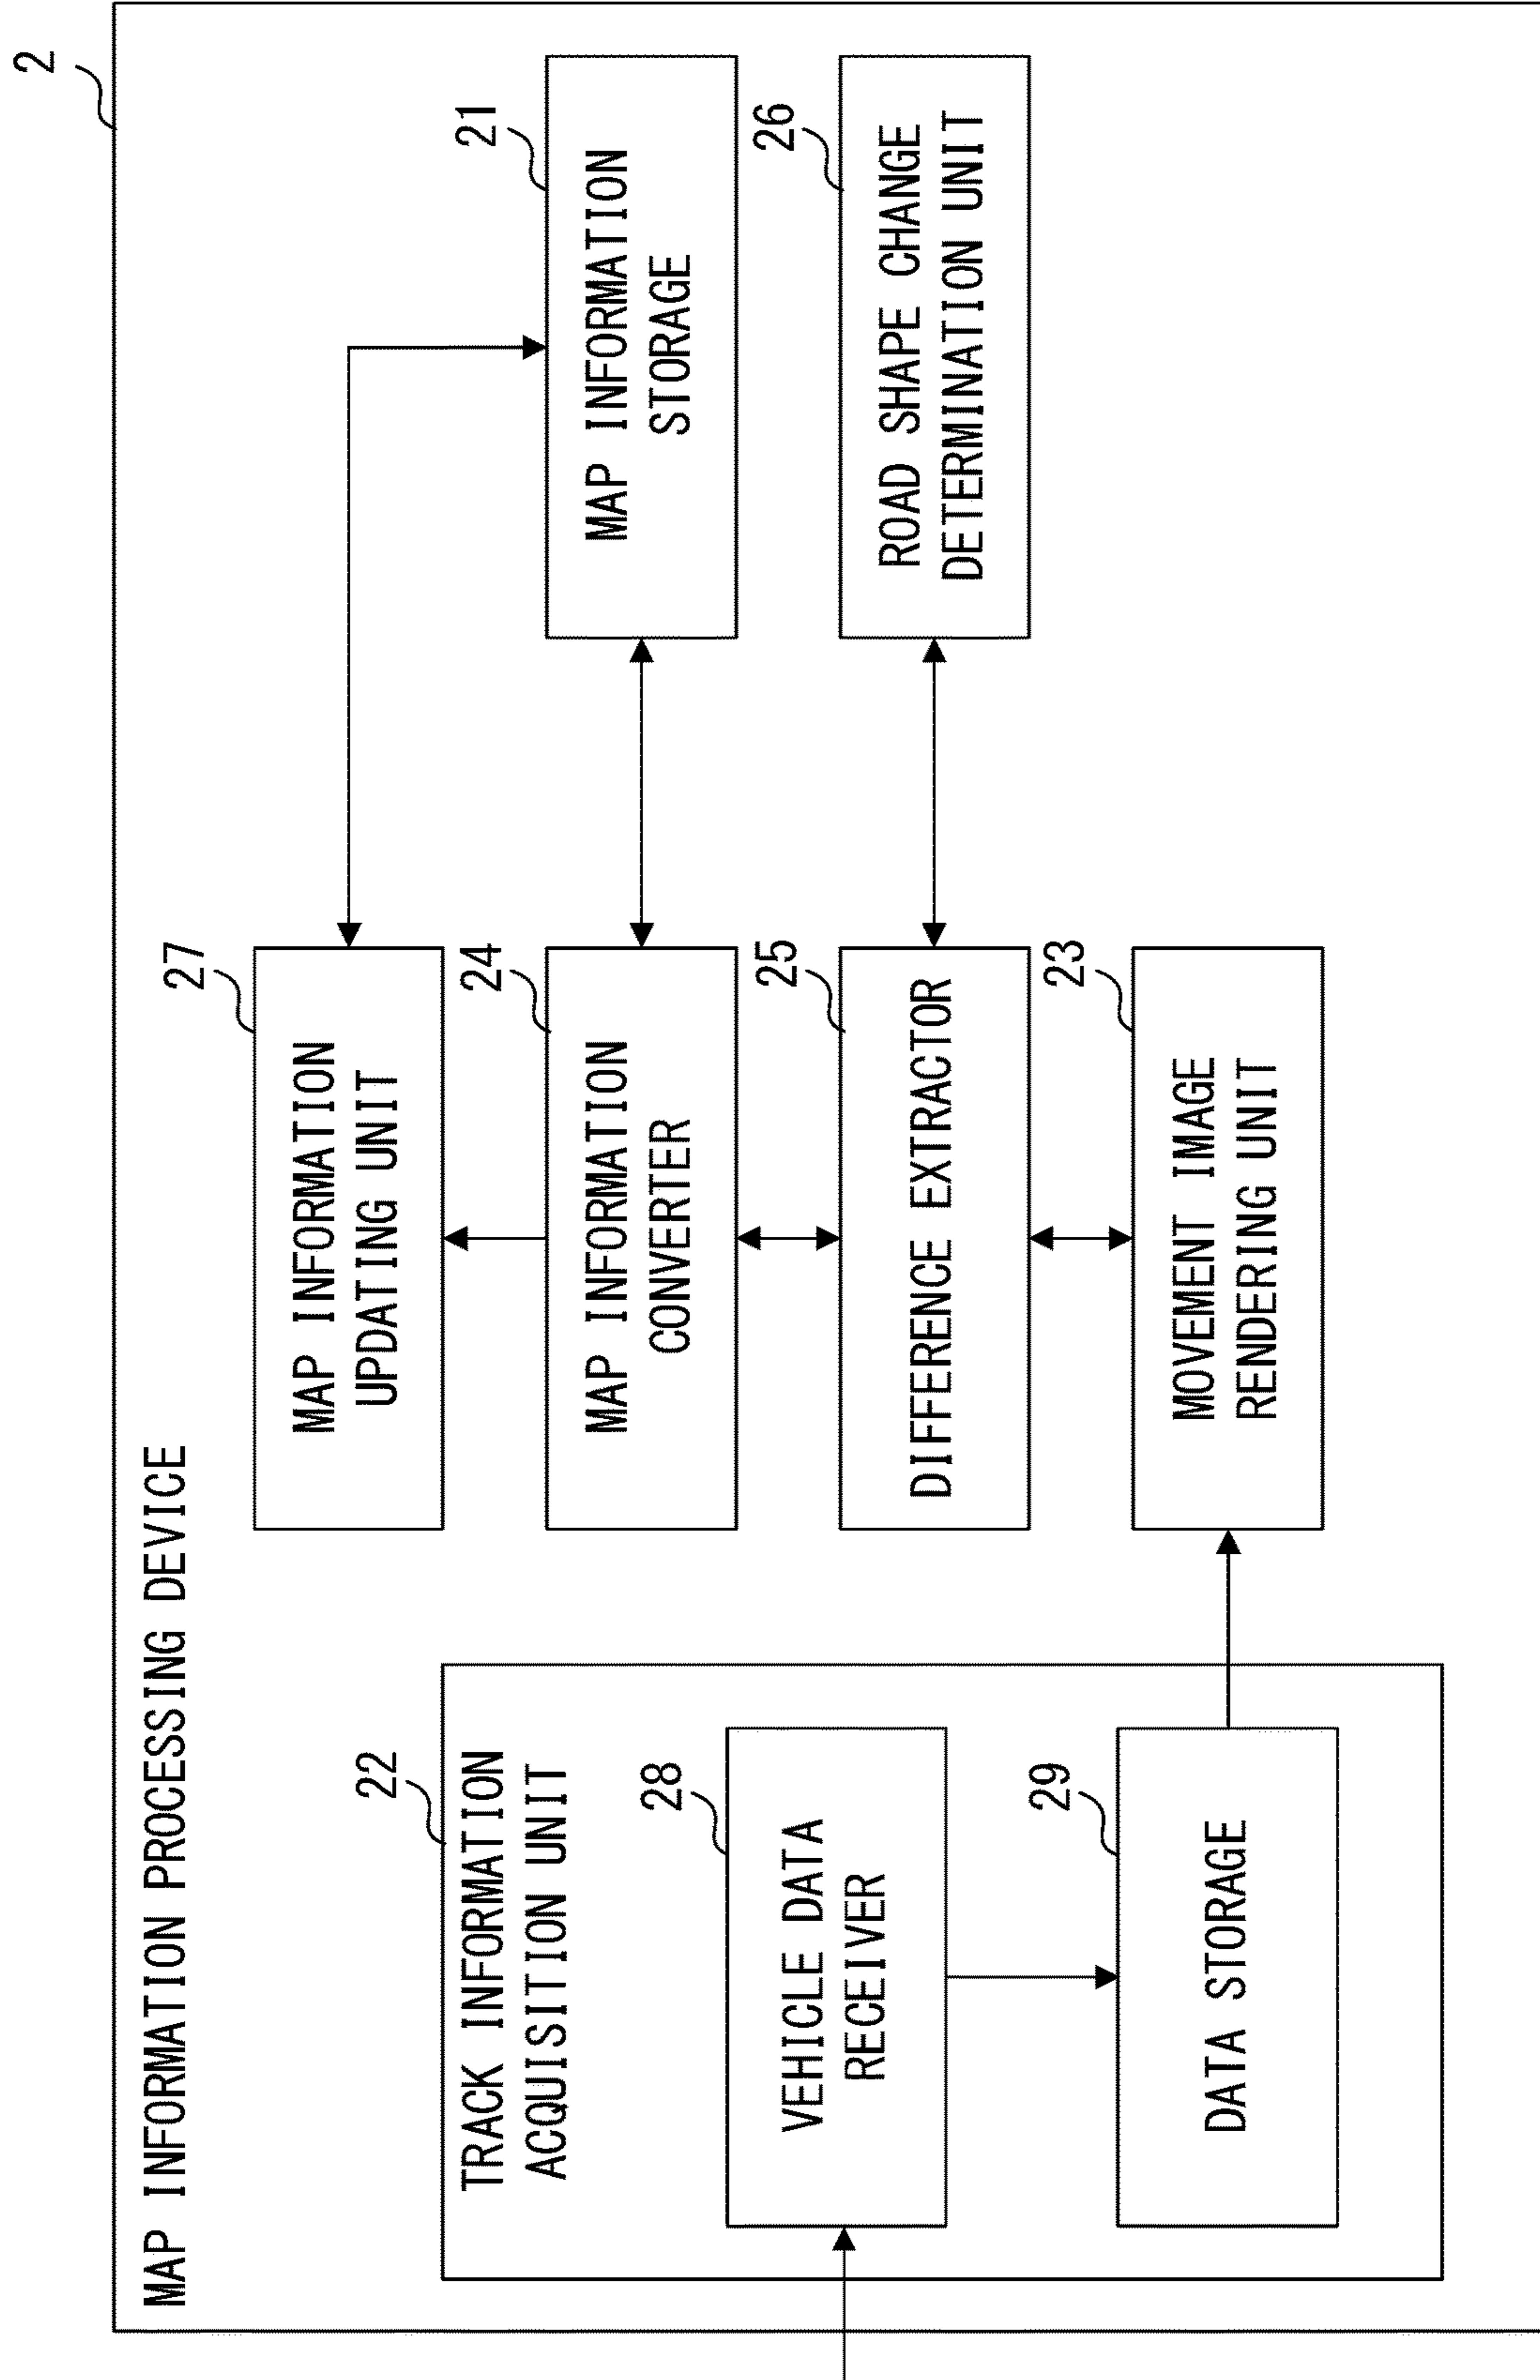 2
MAP INFORMATION PROCESSING DEVICE
27
MAP INFORMATION
UPDATING UNIT
22
TRACK INFORMATION
ACQUISITION UNIT
24
MAP INFORMATION
CONVERTER
21
MAP INFORMATION
STORAGE
28
VEHICLE DATA
RECEIVER
25
DIFFERENCE EXTRACTOR
26
ROAD SHAPE CHANGE
DETERMINATION UNIT
29
DATA STORAGE
23
MOVEMENT IMAGE
RENDERING UNIT